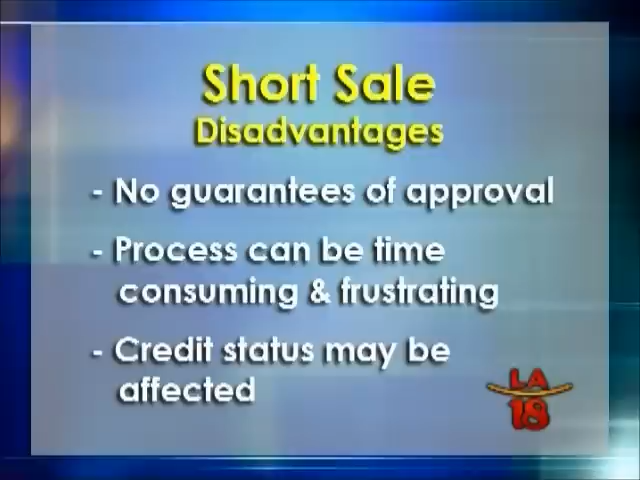 Short Sale
Disadvantages
- No guarantees of approval
- Process can be time
consuming & frustrating
- Credit status may be
affected
LA
18